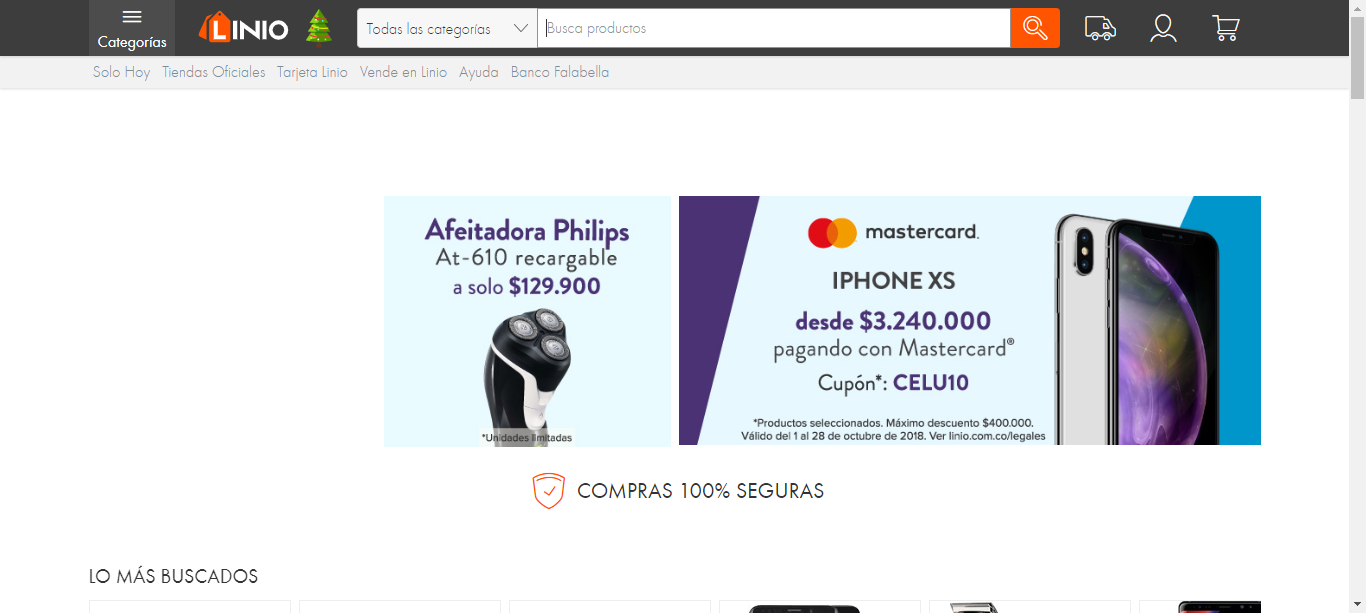 Categorías
LINIO
Todas las categorías
Busca productos
Solo Hoy Tiendas Oficiales Tarjeta Linio Vende en Linio Ayuda Banco Falabella
Afeitadora Philips
At-610 recargable
a solo $129.900
*Unidades limitadas
mastercard.
IPHONE XS
desde $3.240.000
pagando con Mastercard®
Cupón*: CELU10
*Productos seleccionados. Máximo descuento $400.000.
Válido del 1 al 28 de octubre de 2018. Ver linio.com.co/legales
COMPRAS 100% SEGURAS
LO MÁS BUSCADOS